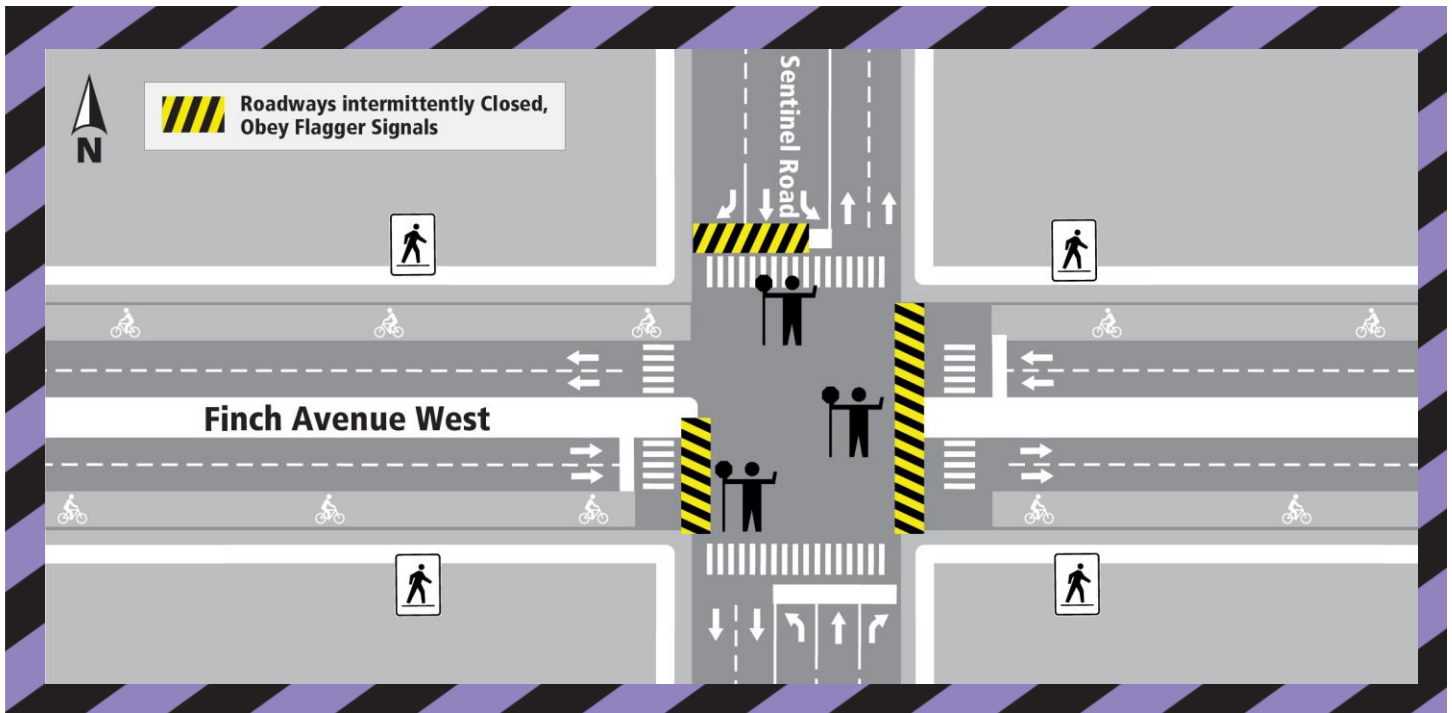 N
Roadways intermittently Closed,
Obey Flagger Signals
Sentinel Road
Finch Avenue West